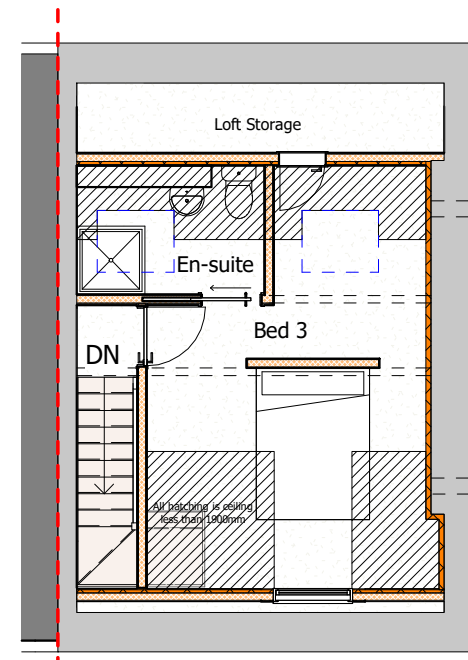 Loft Storage
En-suite
Bed 3
DN
All hatching is ceiling
less than 1900mm